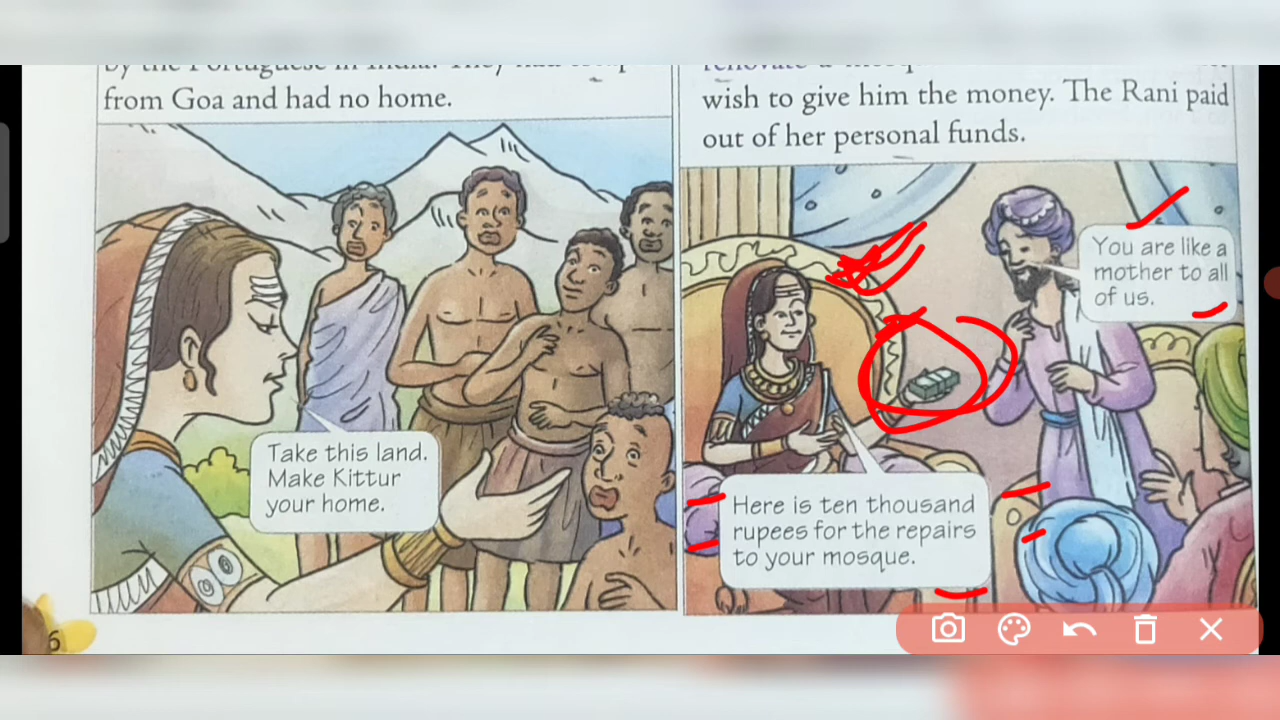 from Goa and had no home.
Take this land.
Make Kittur
your home.
6
wish to give him the money. The Rani paid
out of her personal funds.
You are like a
mother to all
of us.
Here is ten thousand
rupees for the repairs
to your mosque.